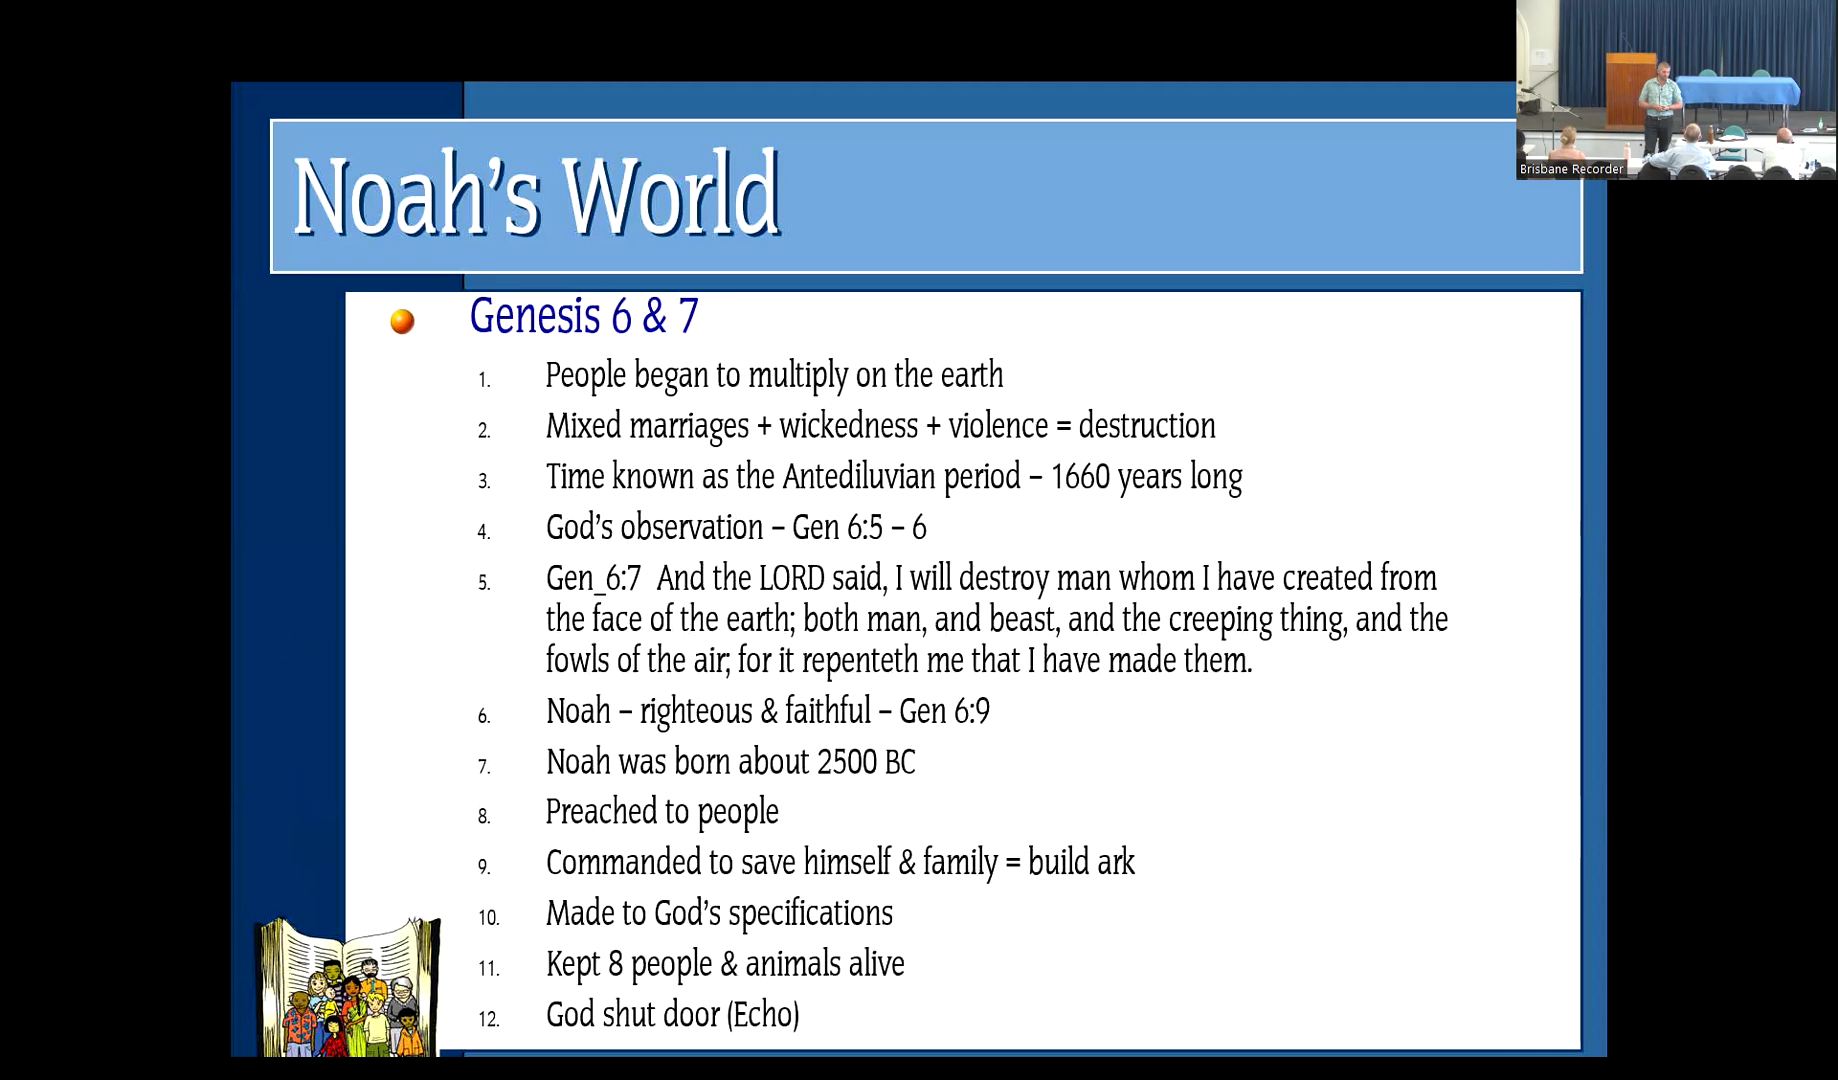 Noah's World
Brisbane Recorder
Genesis 6 & 7
1. People began to multiply on the earth
2. Mixed marriages + wickedness + violence = destruction
3. Time known as the Antediluvian period – 1660 years long
4. God's observation – Gen 6:5 – 6
5. Gen_6:7 And the LORD said, I will destroy man whom I have created from
the face of the earth; both man, and beast, and the creeping thing, and the
fowls of the air; for it repenteth me that I have made them.
6. Noah – righteous & faithful – Gen 6:9
7. Noah was born about 2500 BC
8. Preached to people
9. Commanded to save himself & family = build ark
10. Made to God's specifications
11. Kept 8 people & animals alive
12. God shut door (Echo)